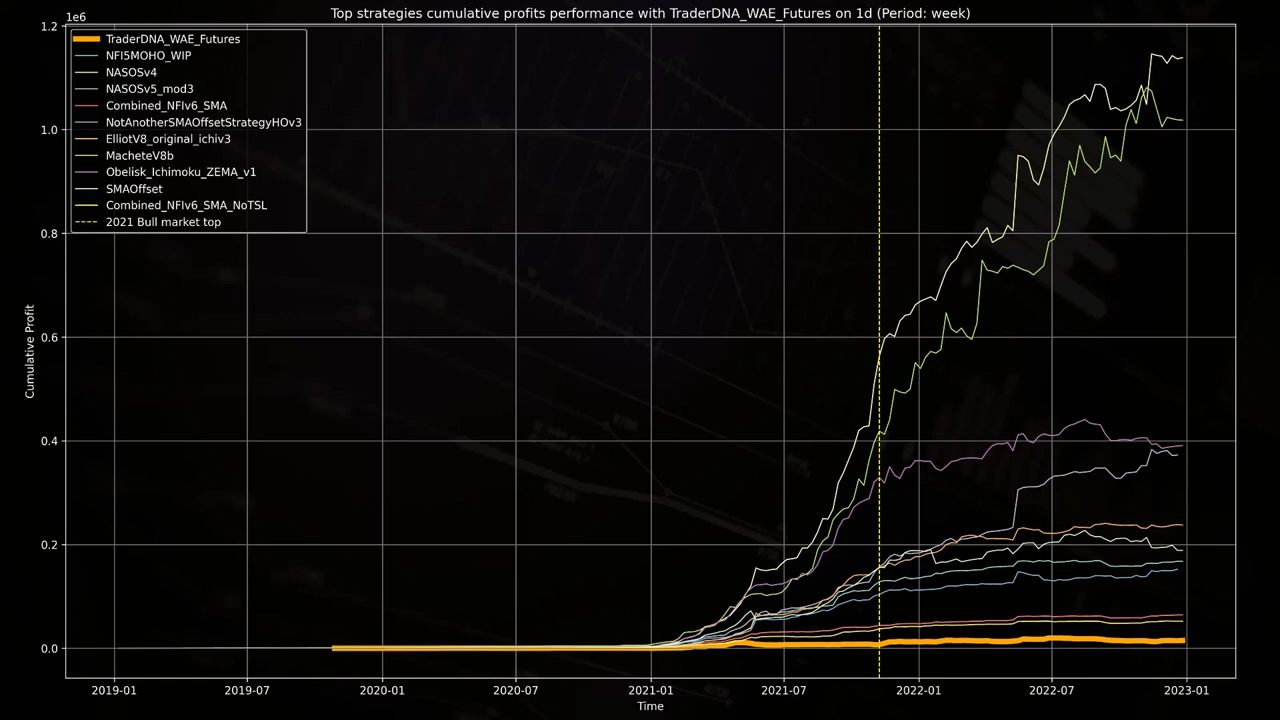 Top strategies cumulative profits performance with TraderDNA_WAE_Futures on 1d (Period: week)
1e6
1.2
1.0
0.8
0.6
0.4
0.2
0.0
Cumulative Profit
TraderDNA_WAE_Futures
NFI5MOHO_WIP
NASOSv4
NASOSv5_mod3
Combined_NFIv6_SMA
NotAnotherSMAOffsetStrategyHOv3
ElliotV8_original_ichiv3
MacheteV8b
Obelisk_Ichimoku_ZEMA_v1
SMAOffset
Combined_NFIv6_SMA_NoTSL
2021 Bull market top
2019-01 2019-07 2020-01 2020-07 2021-01 2021-07 2022-01 2022-07 2023-01
Time